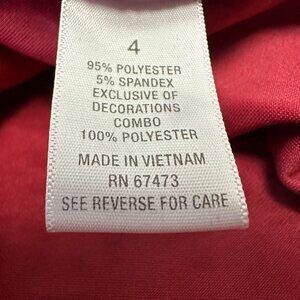 4
95% POLYESTER
5% SPANDEX
EXCLUSIVE OF
DECORATIONS
COMBO
100% POLYESTER
MADE IN VIETNAM
RN 67473
SEE REVERSE FOR CARE